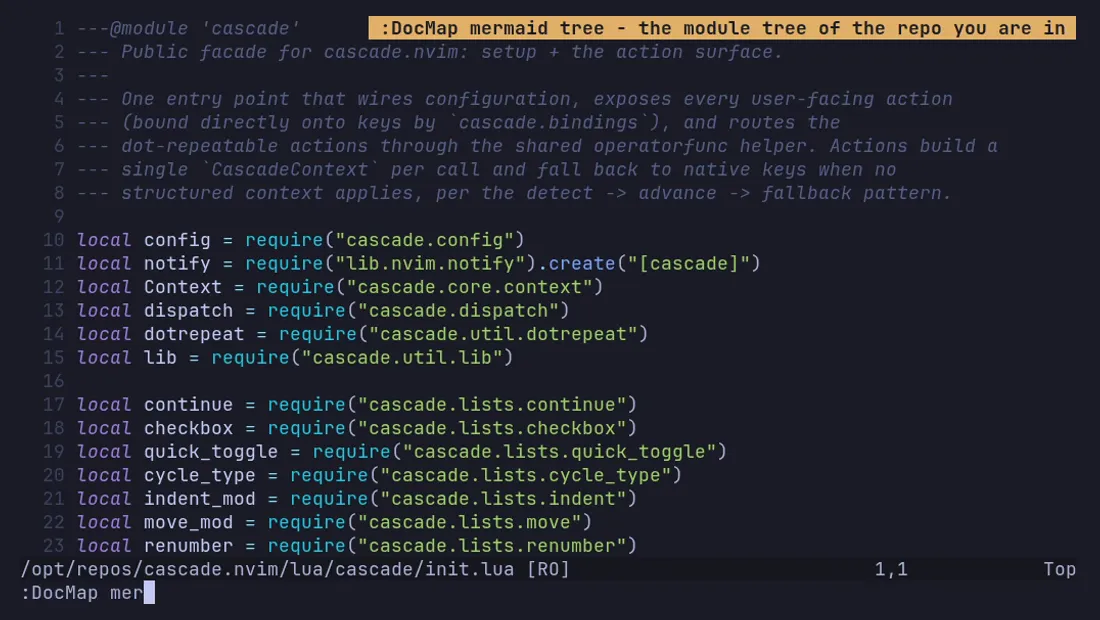 1 ---@module 'cascade' :DocMap mermaid tree - the module tree of the repo you are in
2 --- Public facade for cascade.nvim: setup + the action surface.
3 ---
4 --- One entry point that wires configuration, exposes every user-facing action
5 --- (bound directly onto keys by `cascade.bindings`), and routes the
6 --- dot-repeatable actions through the shared operatorfunc helper. Actions build a
7 --- single `CascadeContext` per call and fall back to native keys when no
8 --- structured context applies, per the detect -> advance -> fallback pattern.
9
10 local config = require("cascade.config")
11 local notify = require("lib.nvim.notify").create("[cascade]")
12 local Context = require("cascade.core.context")
13 local dispatch = require("cascade.dispatch")
14 local dotrepeat = require("cascade.util.dotrepeat")
15 local lib = require("cascade.util.lib")
16
17 local continue = require("cascade.lists.continue")
18 local checkbox = require("cascade.lists.checkbox")
19 local quick_toggle = require("cascade.lists.quick_toggle")
20 local cycle_type = require("cascade.lists.cycle_type")
21 local indent_mod = require("cascade.lists.indent")
22 local move_mod = require("cascade.lists.move")
23 local renumber = require("cascade.lists.renumber")
/opt/repos/cascade.nvim/lua/cascade/init.lua [RO] 1,1 Top
:DocMap mer